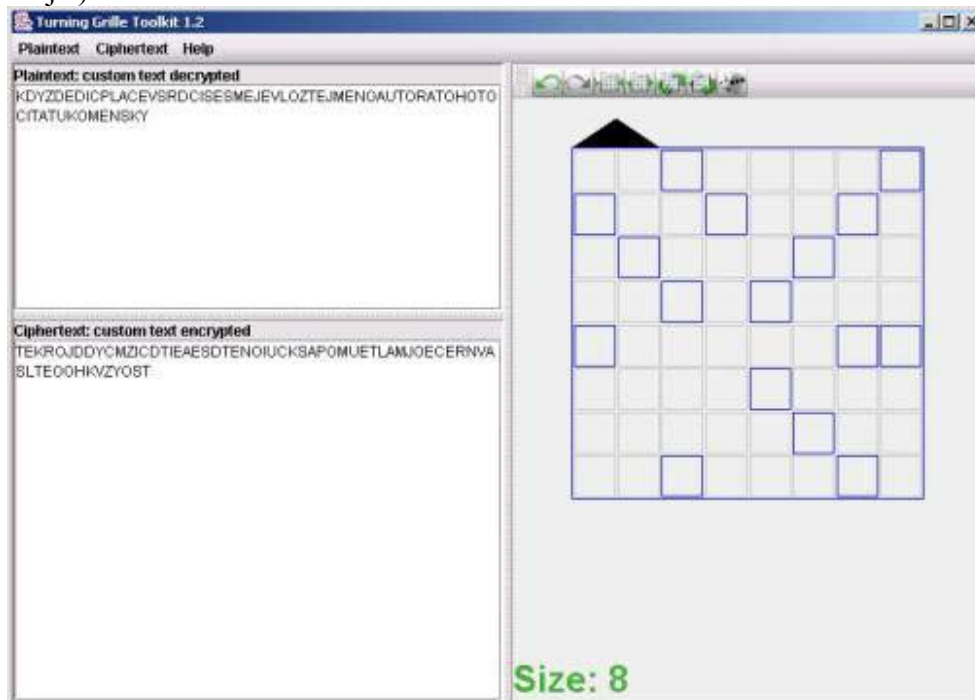 Turning Grille Toolkit 1.2
Plaintext Ciphertext Help
Plaintext: custom text decrypted
KDYZDEDICPLACEVSRDCISESMEJEVLOZTEJMENOAUTORATOHOTO
CITATUKOMENSKY
Ciphertext: custom text encrypted
TEKROJDDYCMZICDTIEAESDTENOIUCKSAPOMUETLAMJOECERNVA
SLTEOOHKVZYOST
Size: 8